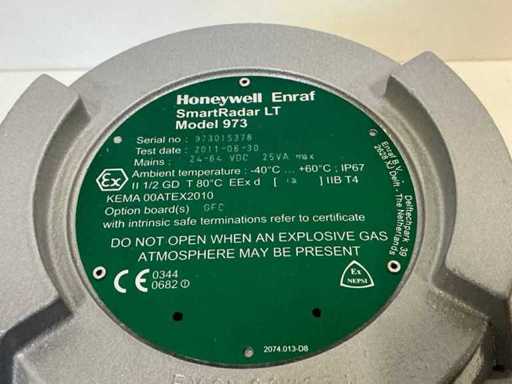 Honeywell Enraf
SmartRadar LT
Model 973
Serial no : 973015378
Test date : 2011-08-30
Mains : 24-64 VDC 25VA max
Ambient temperature : -40°C ... +60°C ; IP67
Ex II 1/2 GD T 80°C EEx d [ ia ] IIB T4
KEMA 00ATEX2010
Option board(s) GFC
with intrinsic safe terminations refer to certificate
DO NOT OPEN WHEN AN EXPLOSIVE GAS
ATMOSPHERE MAY BE PRESENT
CE 0344
0682
Ex
NEPSI
2074.013-D8
Enraf B.V.
Delftechpark 39
2628 XJ Delft , The Netherlands